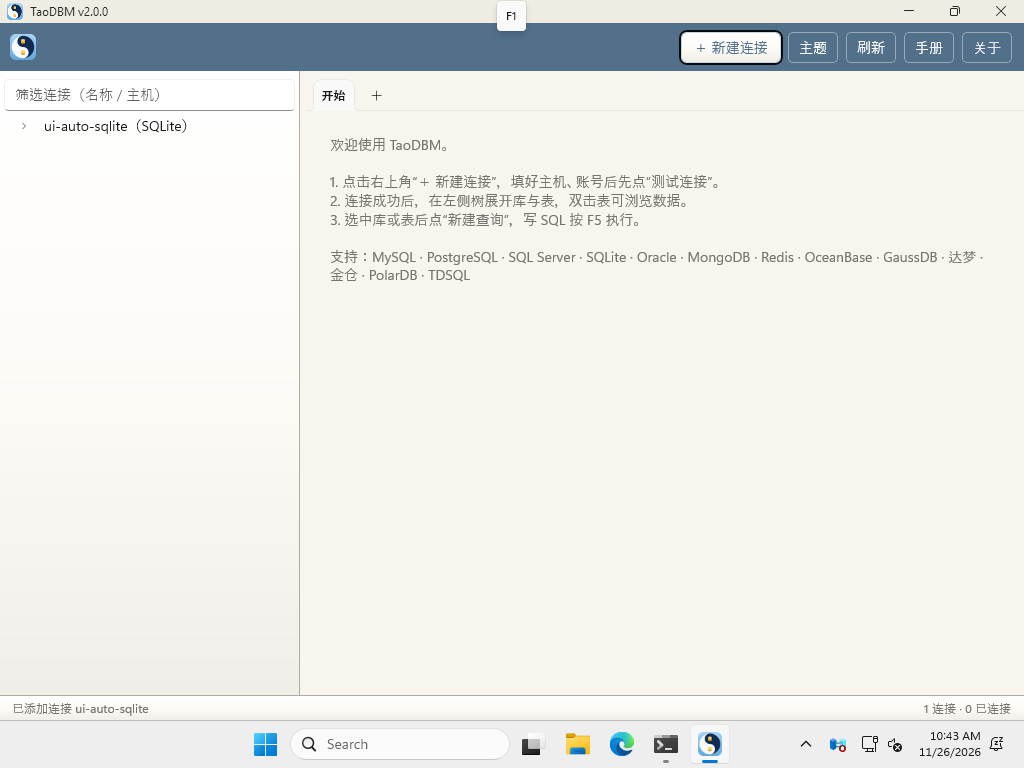 TaoDBM v2.0.0
F1
＋ 新建连接
主题
刷新
手册
关于
筛选连接（名称 / 主机）
ui-auto-sqlite（SQLite）
开始
欢迎使用 TaoDBM。
1. 点击右上角“＋ 新建连接”，填好主机、账号后先点“测试连接”。
2. 连接成功后，在左侧树展开库与表，双击表可浏览数据。
3. 选中库或表后点“新建查询”，写 SQL 按 F5 执行。
支持：MySQL · PostgreSQL · SQL Server · SQLite · Oracle · MongoDB · Redis · OceanBase · GaussDB · 达梦 ·
金仓 · PolarDB · TDSQL
已添加连接 ui-auto-sqlite
1 连接 · 0 已连接
Search
10:43 AM
11/26/2026